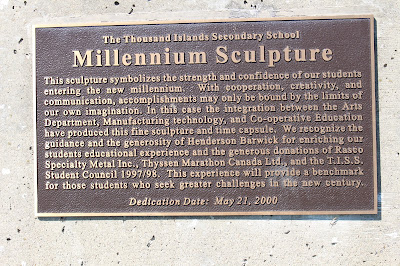 The Thousand Islands Secondary School
Millennium Sculpture
This sculpture symbolizes the strength and confidence of our students
entering the new millennium. With cooperation, creativity, and
communication, accomplishments may only be bound by the limits of
our own imagination. In this case the integration between the Arts
Department, Manufacturing technology, and Co-operative Education
have produced this fine sculpture and time capsule. We recognize the
guidance and the generosity of Henderson Barwick for enriching our
students educational experience and the generous donations of Rasco
Specialty Metal Inc., Thyssen Marathon Canada Ltd., and the T.I.S.S.
Student Council 1997/98. This experience will provide a benchmark
for those students who seek greater challenges in the new century.
Dedication Date: May 21, 2000